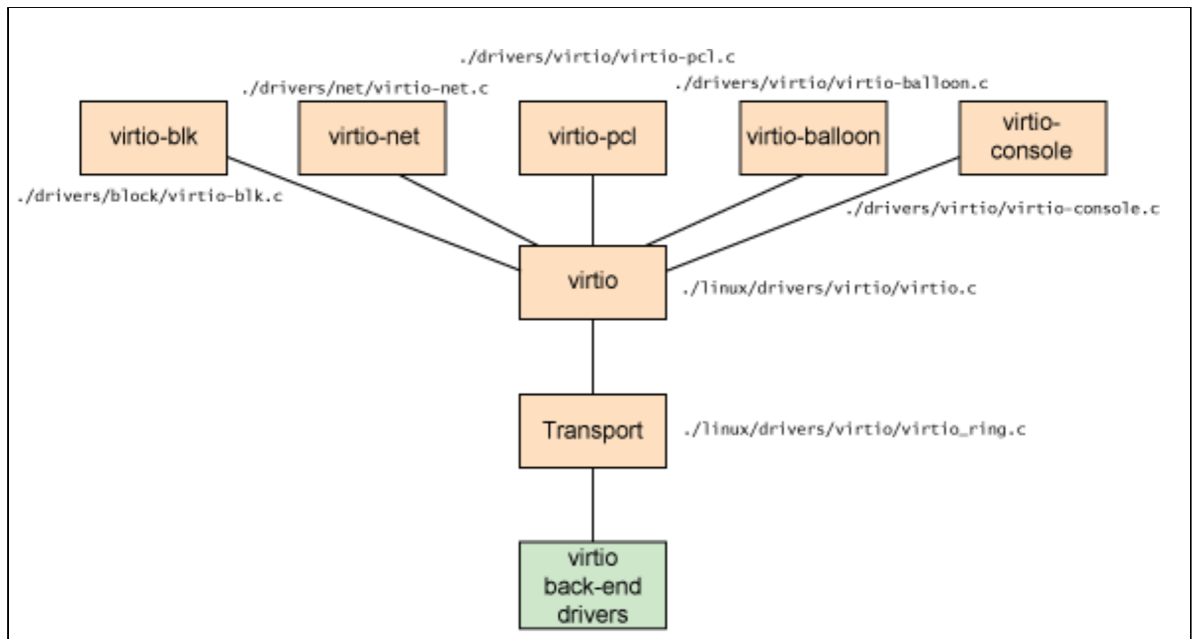 ./drivers/virtio/virtio-pcl.c
./drivers/net/virtio-net.c
./drivers/virtio/virtio-balloon.c
virtio-blk
virtio-net
virtio-pcl
virtio-balloon
virtio-
console
./drivers/block/virtio-blk.c
./drivers/virtio/virtio-console.c
virtio
./linux/drivers/virtio/virtio.c
Transport
./linux/drivers/virtio/virtio_ring.c
virtio
back-end
drivers